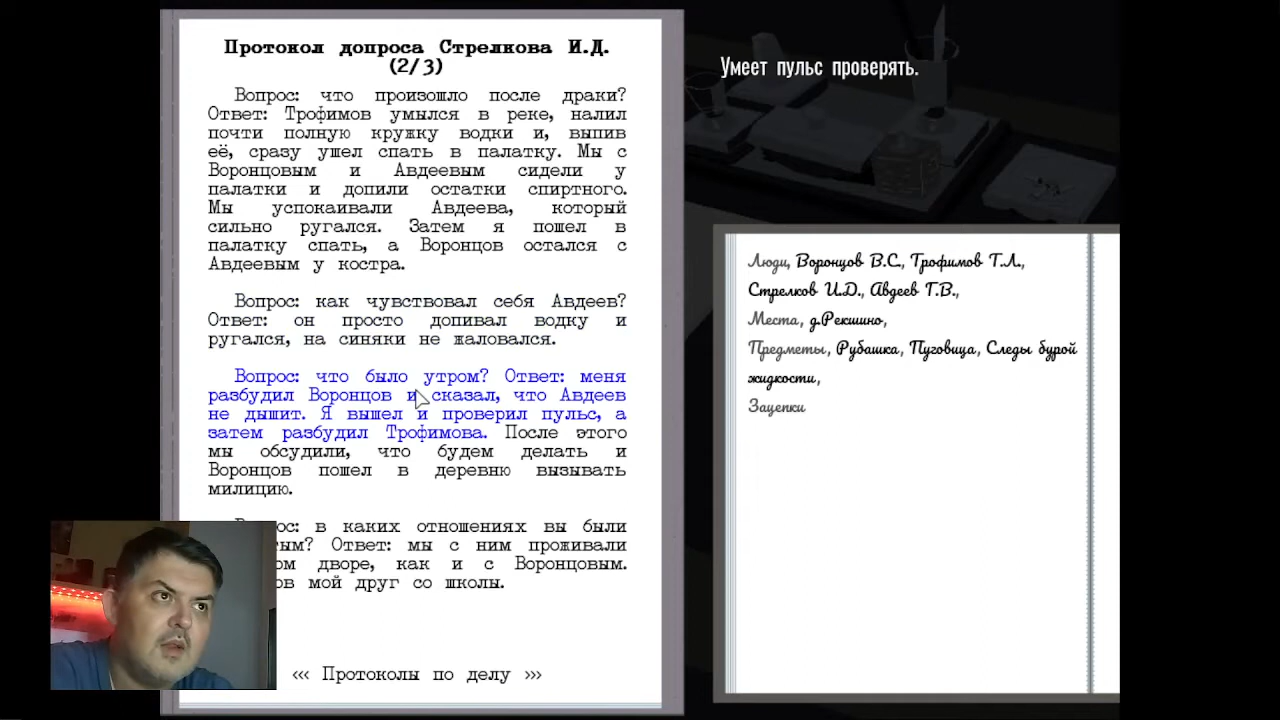 Протокол допроса Стрелкова И.Д.
(2/3)
Вопрос: что произошло после драки?
Ответ: Трофимов умылся в реке, налил
почти полную кружку водки и, выпив
её, сразу ушел спать в палатку. Мы с
Воронцовым и Авдеевым сидели у
палатки и допили остатки спиртного.
Мы успокаивали Авдеева, который
сильно ругался. Затем я пошел в
палатку спать, а Воронцов остался с
Авдеевым у костра.
Вопрос: как чувствовал себя Авдеев?
Ответ: он просто допивал водку и
ругался, на синяки не жаловался.
Вопрос: что было утром? Ответ: меня
разбудил Воронцов и сказал, что Авдеев
не дышит. Я вышел и проверил пульс, а
затем разбудил Трофимова. После этого
мы обсудили, что будем делать и
Воронцов пошел в деревню вызывать
милицию.
в каких отношениях вы были
Ответ: мы с ним проживали
дворе, как и с Воронцовым.
мой друг со школы.
‹‹‹ Протоколы по делу ›››
Умеет пульс проверять.
Люди, Воронцов В.С., Трофимов Т.Л.,
Стрелков И.Д., Авдеев Г.В.,
Места, д.Рекшино,
Предметы, Рубашка, Пуговица, Следы бурой
жидкости,
Зацепки